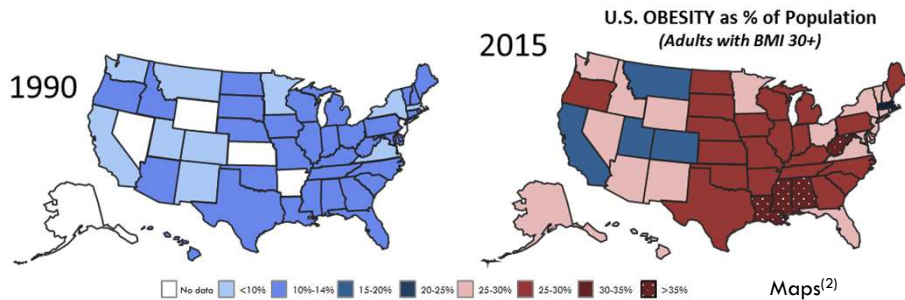 U.S. OBESITY as % of Population
(Adults with BMI 30+)
1990
2015
No data <10% 10%-14% 15-20% 20-25% 25-30% 25-30% 30-35% >35%
Maps(2)